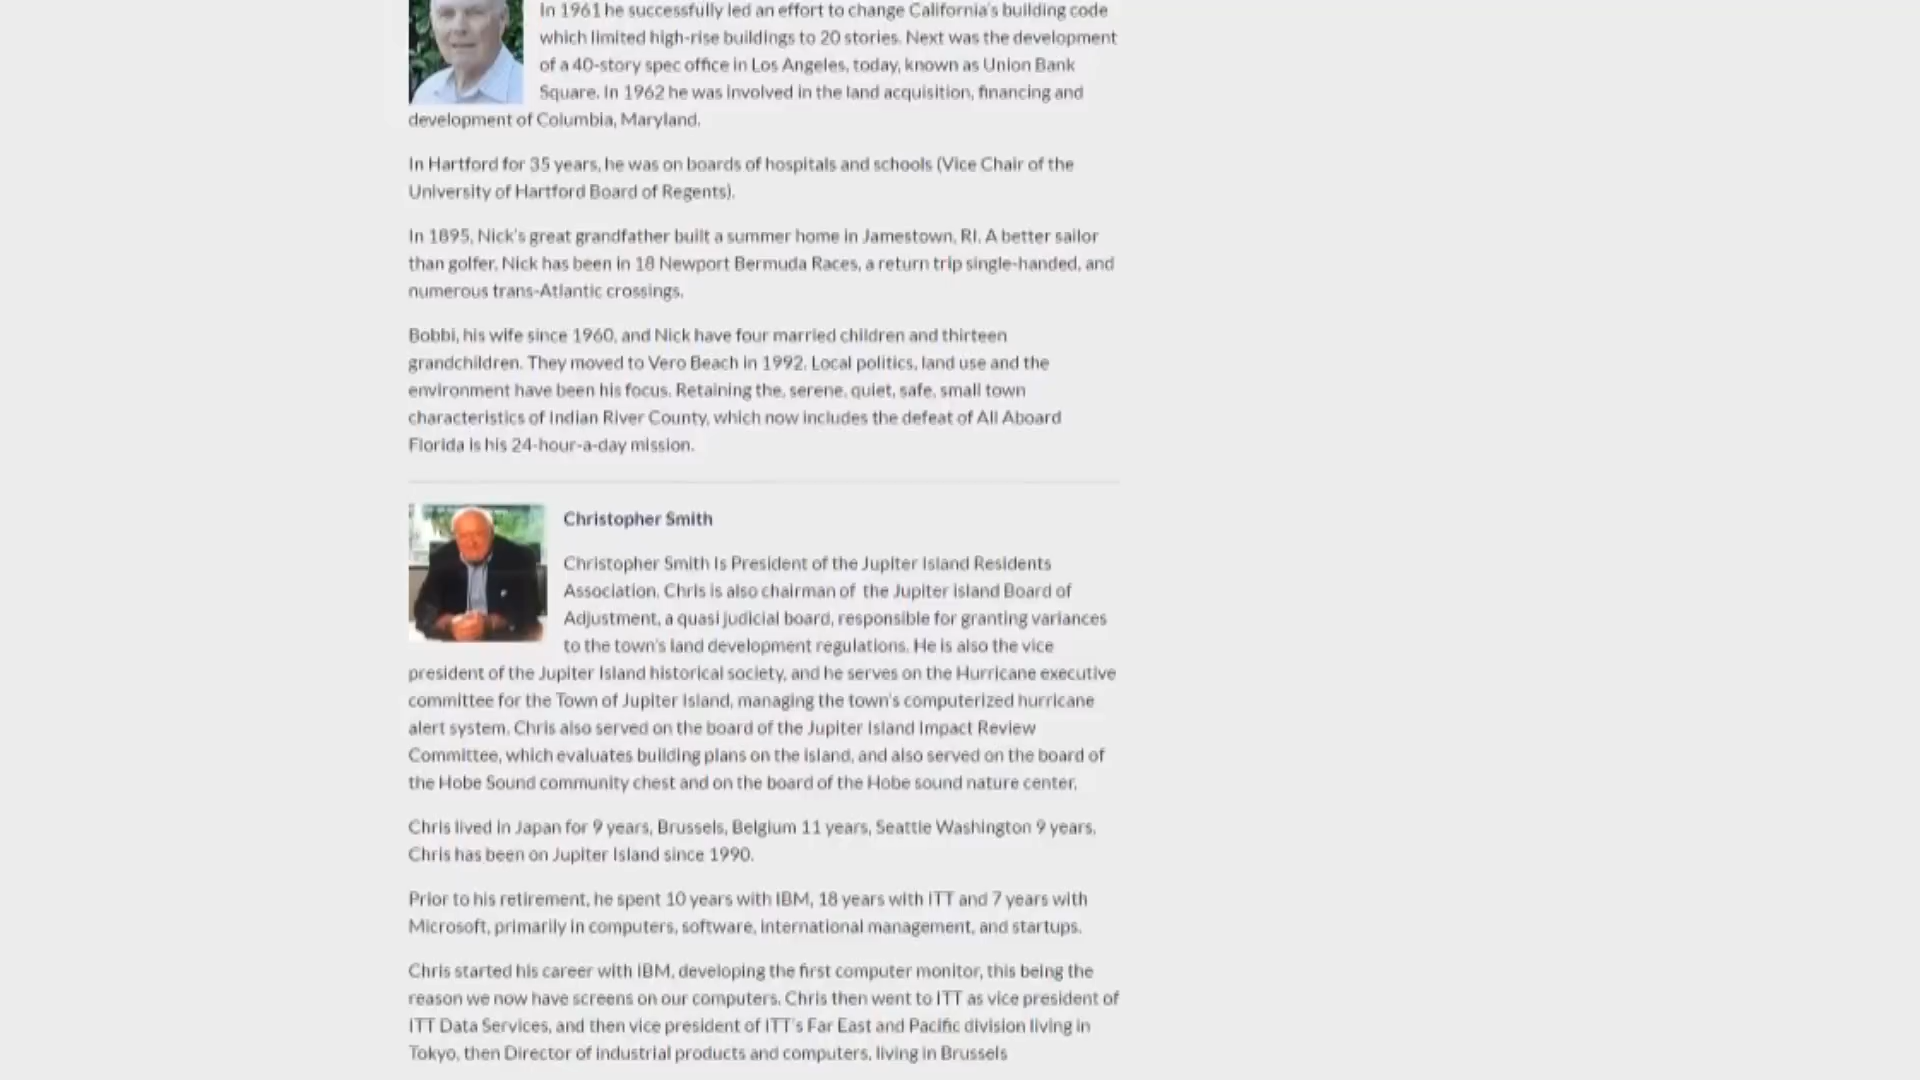 In 1961 he successfully led an effort to change California's building code
which limited high-rise buildings to 20 stories. Next was the development
of a 40-story spec office in Los Angeles, today, known as Union Bank
Square. In 1962 he was involved in the land acquisition, financing and
development of Columbia, Maryland.
In Hartford for 35 years, he was on boards of hospitals and schools (Vice Chair of the
University of Hartford Board of Regents).
In 1895, Nick's great grandfather built a summer home in Jamestown, RI. A better sailor
than golfer, Nick has been in 18 Newport Bermuda Races, a return trip single-handed, and
numerous trans-Atlantic crossings.
Bobbi, his wife since 1960, and Nick have four married children and thirteen
grandchildren. They moved to Vero Beach in 1992. Local politics, land use and the
environment have been his focus. Retaining the, serene, quiet, safe, small town
characteristics of Indian River County, which now includes the defeat of All Aboard
Florida is his 24-hour-a-day mission.
Christopher Smith
Christopher Smith Is President of the Jupiter Island Residents
Association. Chris is also chairman of the Jupiter island Board of
Adjustment, a quasi judicial board, responsible for granting variances
to the town's land development regulations. He is also the vice
president of the Jupiter Island historical society, and he serves on the Hurricane executive
committee for the Town of Jupiter Island, managing the town's computerized hurricane
alert system. Chris also served on the board of the Jupiter Island Impact Review
Committee, which evaluates building plans on the island, and also served on the board of
the Hobe Sound community chest and on the board of the Hobe sound nature center.
Chris lived in Japan for 9 years, Brussels, Belgium 11 years, Seattle Washington 9 years.
Chris has been on Jupiter Island since 1990.
Prior to his retirement, he spent 10 years with IBM, 18 years with ITT and 7 years with
Microsoft, primarily in computers, software, international management, and startups.
Chris started his career with IBM, developing the first computer monitor, this being the
reason we now have screens on our computers. Chris then went to ITT as vice president of
ITT Data Services, and then vice president of ITT's Far East and Pacific division living in
Tokyo, then Director of industrial products and computers, living in Brussels